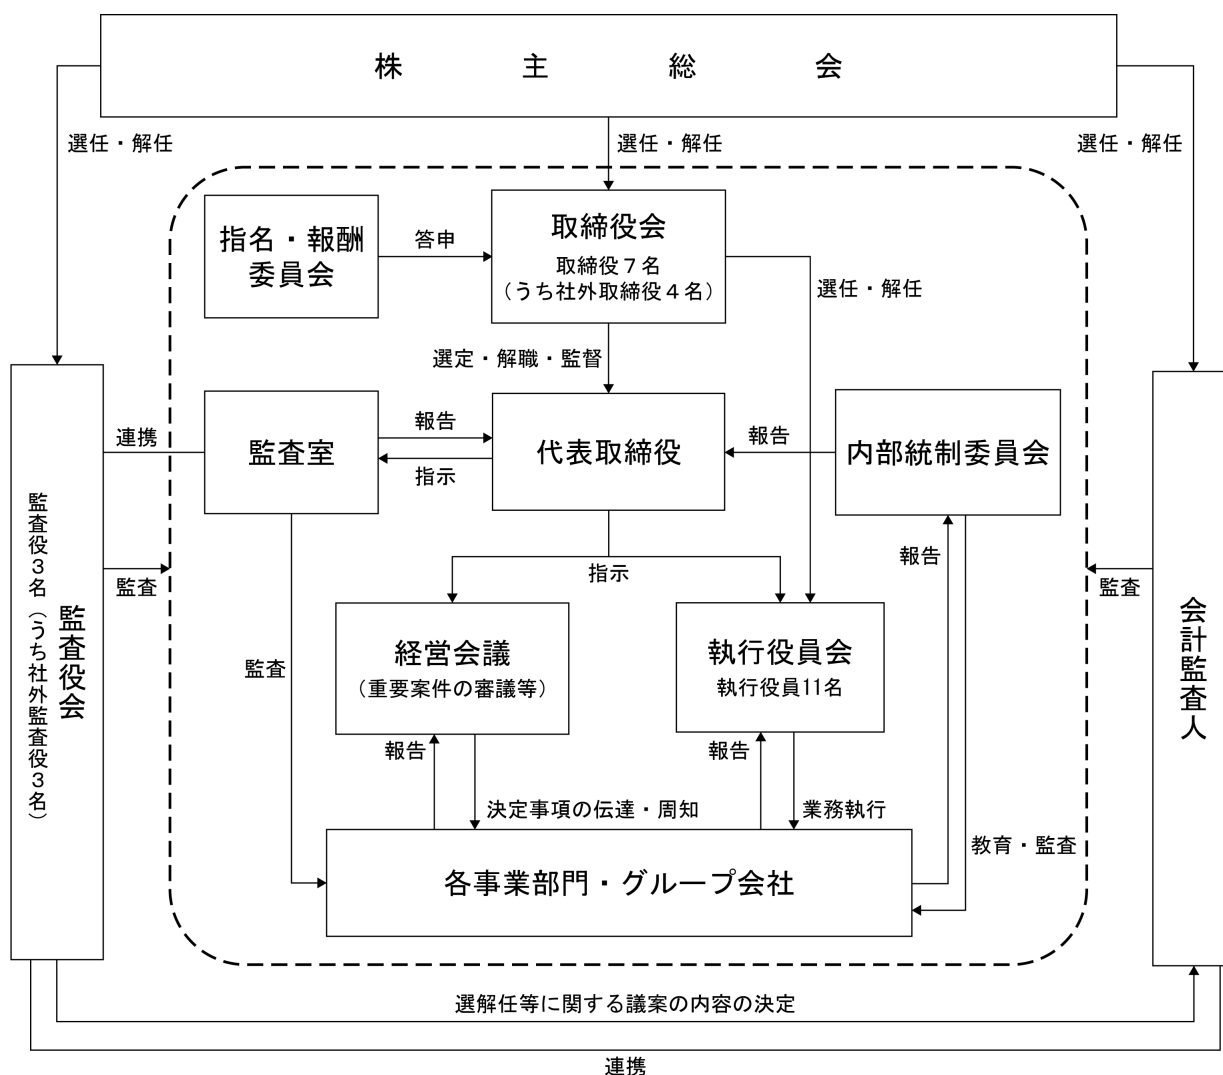 株主総会
選任・解任
選任・解任
選任・解任
指名・報酬
委員会
答申
取締役会
取締役７名
（うち社外取締役４名）
選任・解任
選定・解職・監督
連携
監査室
報告
指示
代表取締役
報告
内部統制委員会
監査役会
監査役３名（うち社外監査役３名）
監査
指示
報告
監査
会計監査人
監査
経営会議
（重要案件の審議等）
執行役員会
執行役員11名
報告
決定事項の伝達・周知
報告
業務執行
教育・監査
各事業部門・グループ会社
選解任等に関する議案の内容の決定
連携